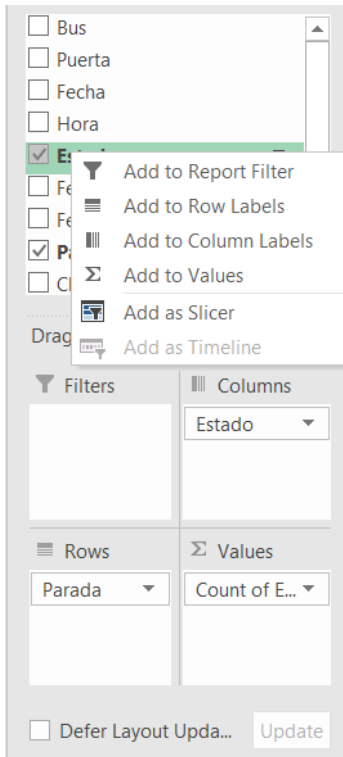 Bus
Puerta
Fecha
Hora
Add to Report Filter
Add to Row Labels
Add to Column Labels
Add to Values
Add as Slicer
Add as Timeline
Drag
Filters
Columns
Estado
Rows
Values
Parada
Count of E...
Defer Layout Upda...
Update